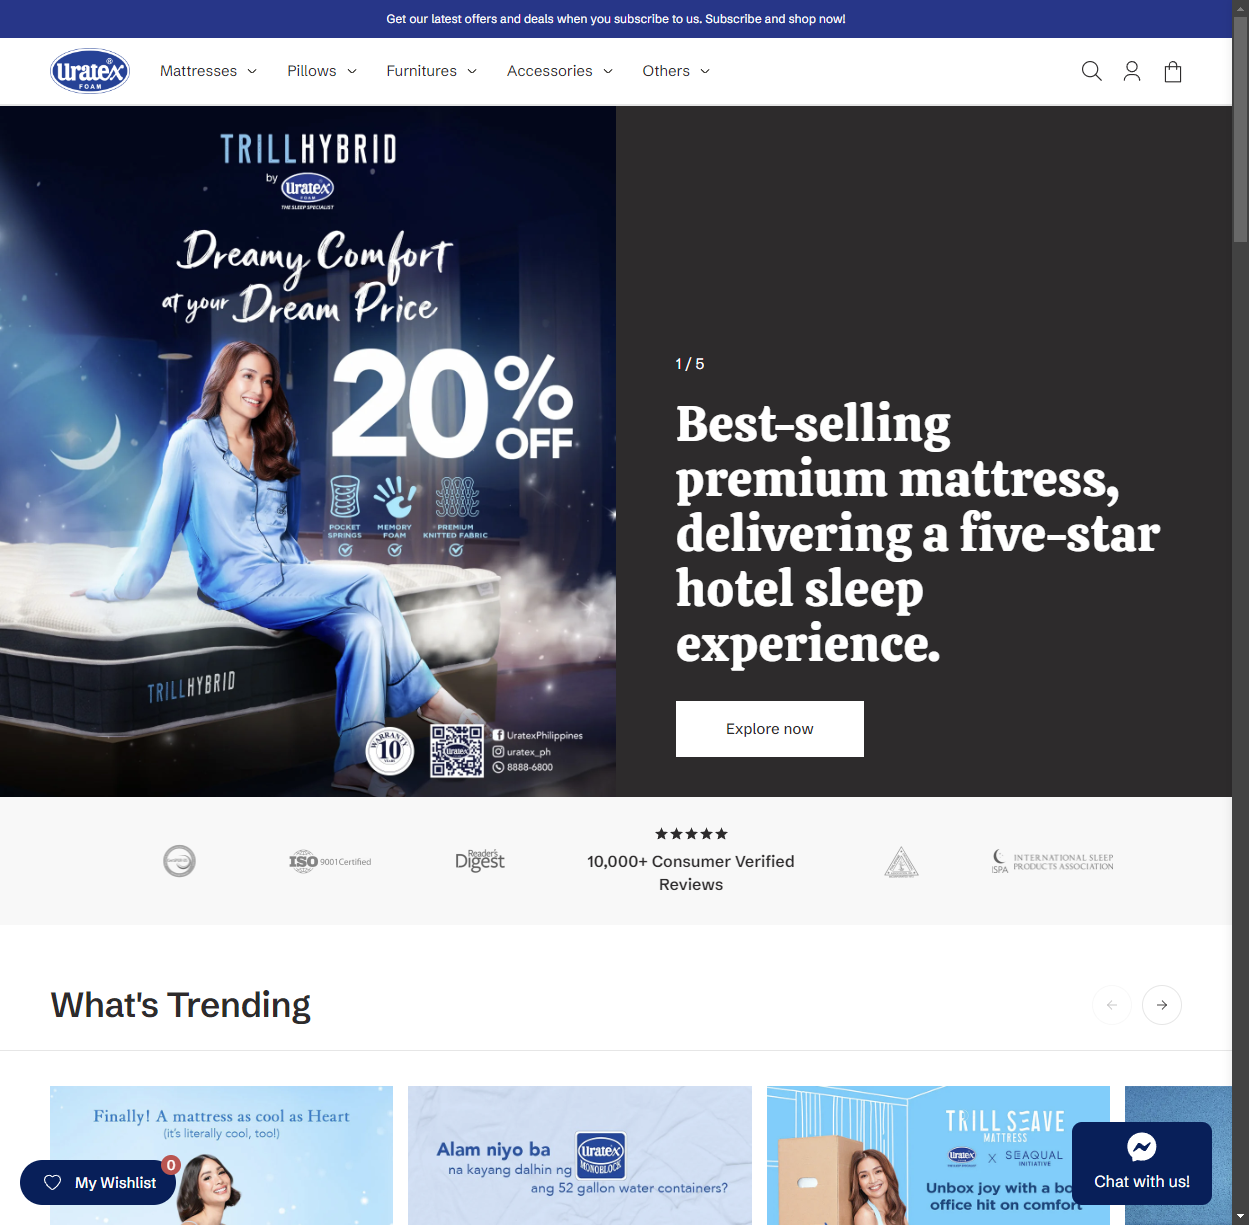 Get our latest offers and deals when you subscribe to us. Subscribe and shop now!
Uratex
FOAM
Mattresses
Pillows
Furnitures
Accessories
Others
TRILLHYBRID
by Uratex
FOAM
THE SLEEP SPECIALIST
Dreamy Comfort
at your Dream Price
20% OFF
POCKET SPRINGS
MEMORY FOAM
PREMIUM KNITTED FABRIC
TRILLHYBRID
WARRANTY
10
Uratex
UratexPhilippines
uratex_ph
8888-6800
1 / 5
Best-selling
premium mattress,
delivering a five-star
hotel sleep
experience.
Explore now
ISO 9001 Certified
Reader's
Digest
10,000+ Consumer Verified
Reviews
ISPA
INTERNATIONAL SLEEP
PRODUCTS ASSOCIATION
What's Trending
Finally! A mattress as cool as Heart
(it's literally cool, too!)
Alam niyo ba
Uratex
MONOBLOCK
na kayang dalhin ng
ang 52 gallon water containers?
TRILL SEAVE
MATTRESS
Uratex X SEAQUAL
INITIATIVE
Unbox joy with a bo
office hit on comfort
0
My Wishlist
Chat with us!